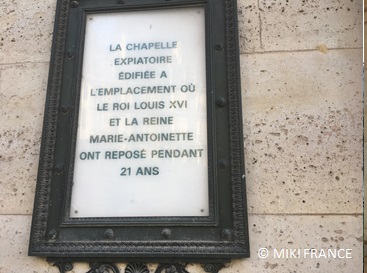 LA CHAPELLE
EXPIATOIRE
ÉDIFIÉE A
L'EMPLACEMENT OÙ
LE ROI LOUIS XVI
ET LA REINE
MARIE-ANTOINETTE
ONT REPOSÉ PENDANT
21 ANS
© MIKI FRANCE